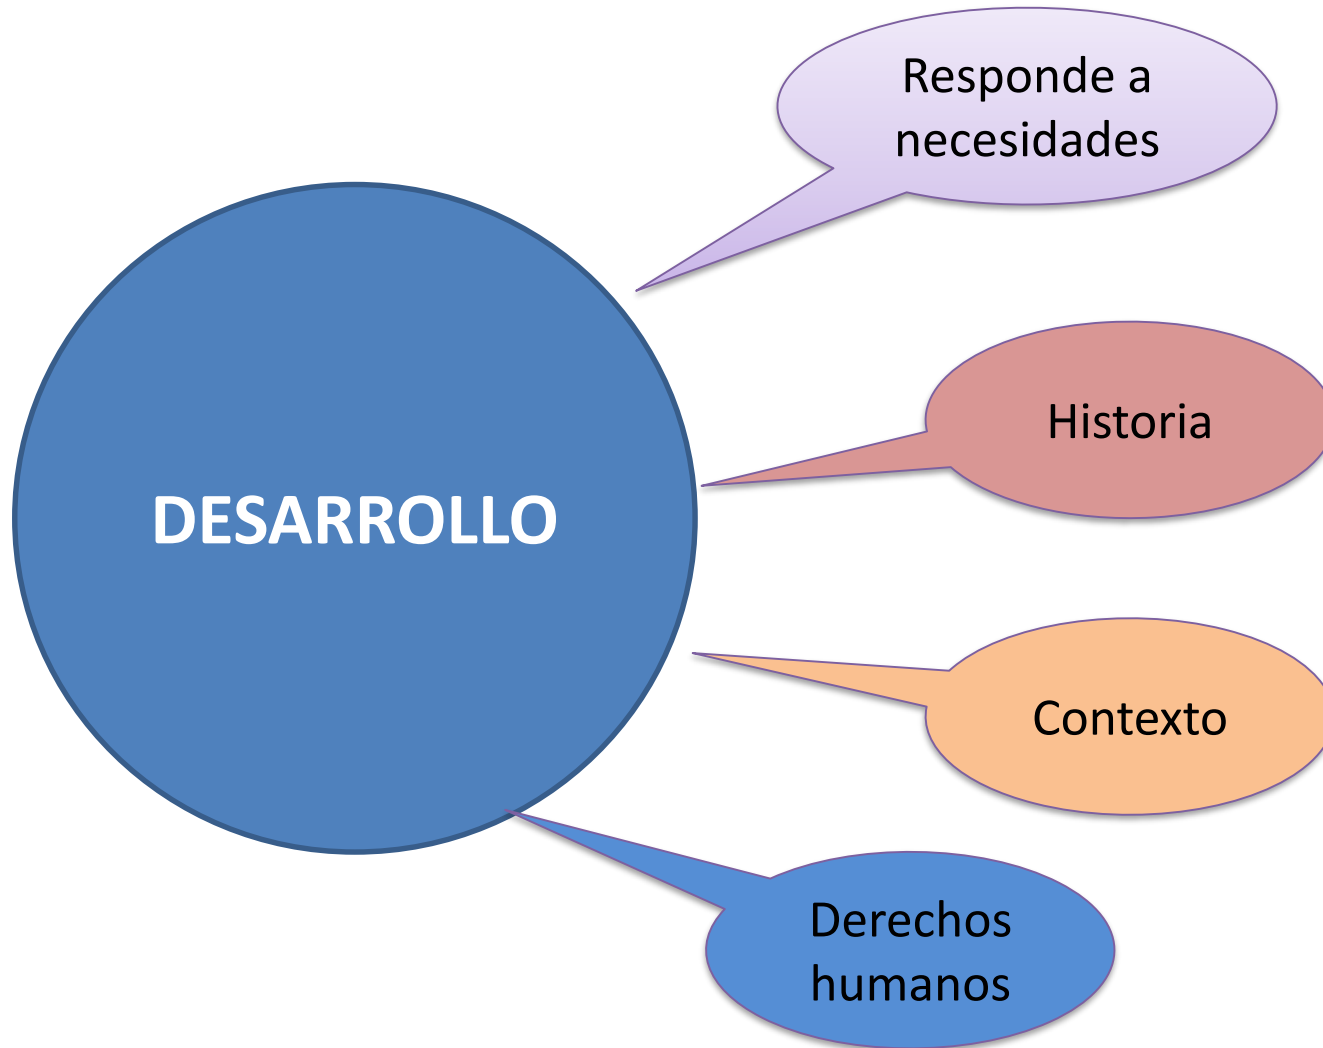 Responde a
necesidades
Historia
DESARROLLO
Contexto
Derechos
humanos